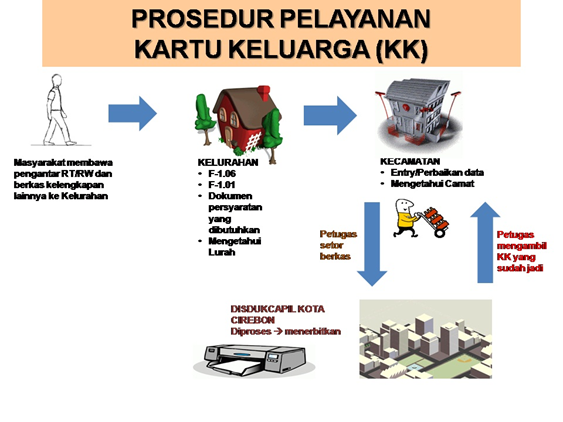 PROSEDUR PELAYANAN
KARTU KELUARGA (KK)
Masyarakat membawa
pengantar RT/RW dan
berkas kelengkapan
lainnya ke Kelurahan
KELURAHAN
• F-1.06
• F-1.01
• Dokumen
persyaratan
yang
dibutuhkan
• Mengetahui
Lurah
KECAMATAN
• Entry/Perbaikan data
• Mengetahui Camat
Petugas
setor
berkas
Petugas
mengambil
KK yang
sudah jadi
DISDUKCAPIL KOTA
CIREBON
Diproses → menerbitkan